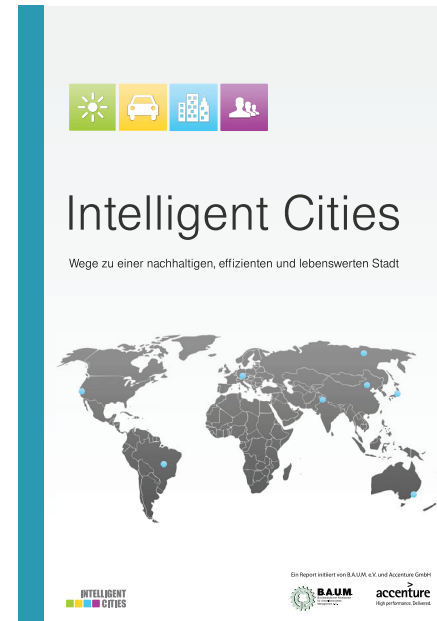 Intelligent Cities
Wege zu einer nachhaltigen, effizienten und lebenswerten Stadt
Ein Report initiiert von B.A.U.M. e.V. und Accenture GmbH
INTELLIGENT
CITIES
B.A.U.M.
accenture
High performance. Delivered.